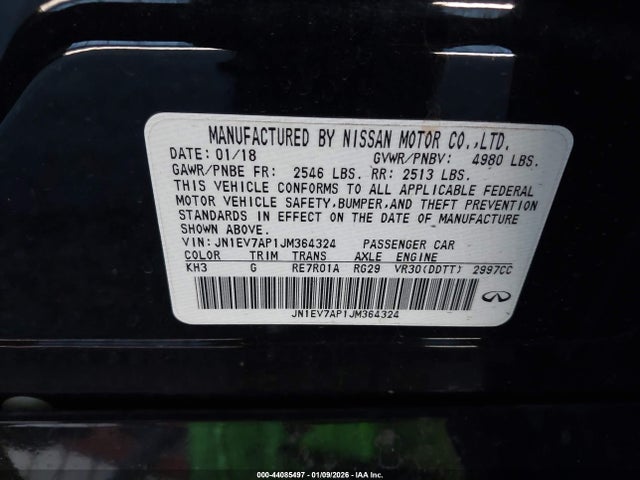 MANUFACTURED BY NISSAN MOTOR CO.,LTD.
DATE: 01/18 GVWR/PNBV: 4980 LBS.
GAWR/PNBE FR: 2546 LBS. RR: 2513 LBS.
THIS VEHICLE CONFORMS TO ALL APPLICABLE FEDERAL
MOTOR VEHICLE SAFETY, BUMPER, AND THEFT PREVENTION
STANDARDS IN EFFECT ON THE DATE OF MANUFACTURE
SHOWN ABOVE.
VIN: JN1EV7AP1JM364324 PASSENGER CAR
COLOR TRIM TRANS AXLE ENGINE
KH3 G RE7R01A RG29 VR30(DDTT) 2997CC
JN1EV7AP1JM364324
000-44085497 - 01/09/2026 - IAA Inc.